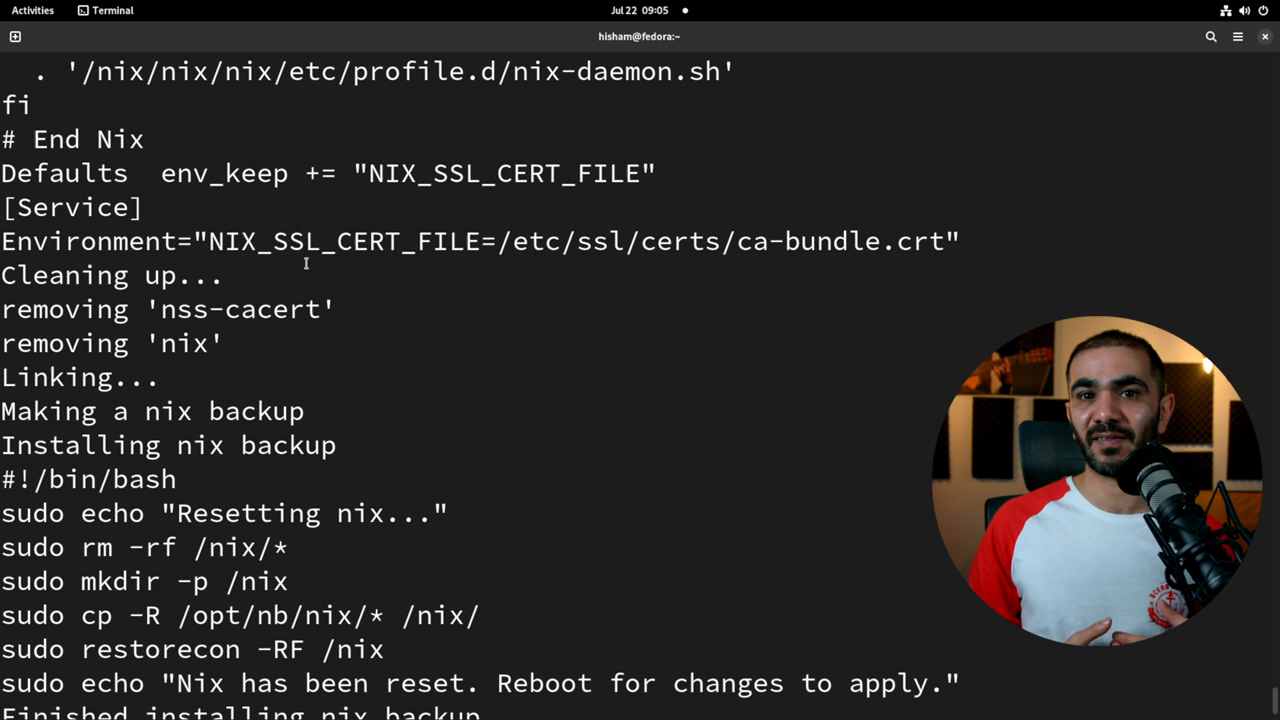 Activities
Terminal
Jul 22 09:05
hisham@fedora:~
. '/nix/nix/nix/etc/profile.d/nix-daemon.sh'
fi
# End Nix
Defaults  env_keep += "NIX_SSL_CERT_FILE"
[Service]
Environment="NIX_SSL_CERT_FILE=/etc/ssl/certs/ca-bundle.crt"
Cleaning up...
removing 'nss-cacert'
removing 'nix'
Linking...
Making a nix backup
Installing nix backup
#!/bin/bash
sudo echo "Resetting nix..."
sudo rm -rf /nix/*
sudo mkdir -p /nix
sudo cp -R /opt/nb/nix/* /nix/
sudo restorecon -RF /nix
sudo echo "Nix has been reset. Reboot for changes to apply."
Finished installing nix backup